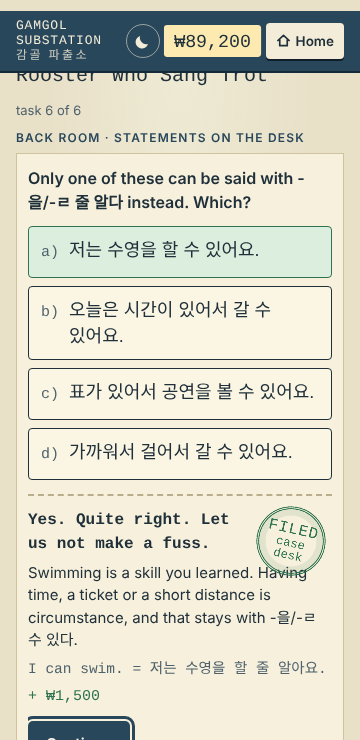 GAMGOL
SUBSTATION
감골 파출소
₩89,200
Home
Rooster Who Sang Trot
task 6 of 6
BACK ROOM · STATEMENTS ON THE DESK
Only one of these can be said with -
을/-ㄹ 줄 알다 instead. Which?
a) 저는 수영을 할 수 있어요.
b) 오늘은 시간이 있어서 갈 수
있어요.
c) 표가 있어서 공연을 볼 수 있어요.
d) 가까워서 걸어서 갈 수 있어요.
Yes. Quite right. Let
us not make a fuss.
FILED
case
desk
Swimming is a skill you learned. Having
time, a ticket or a short distance is
circumstance, and that stays with -을/-ㄹ
수 있다.
I can swim. = 저는 수영을 할 줄 알아요.
+ ₩1,500